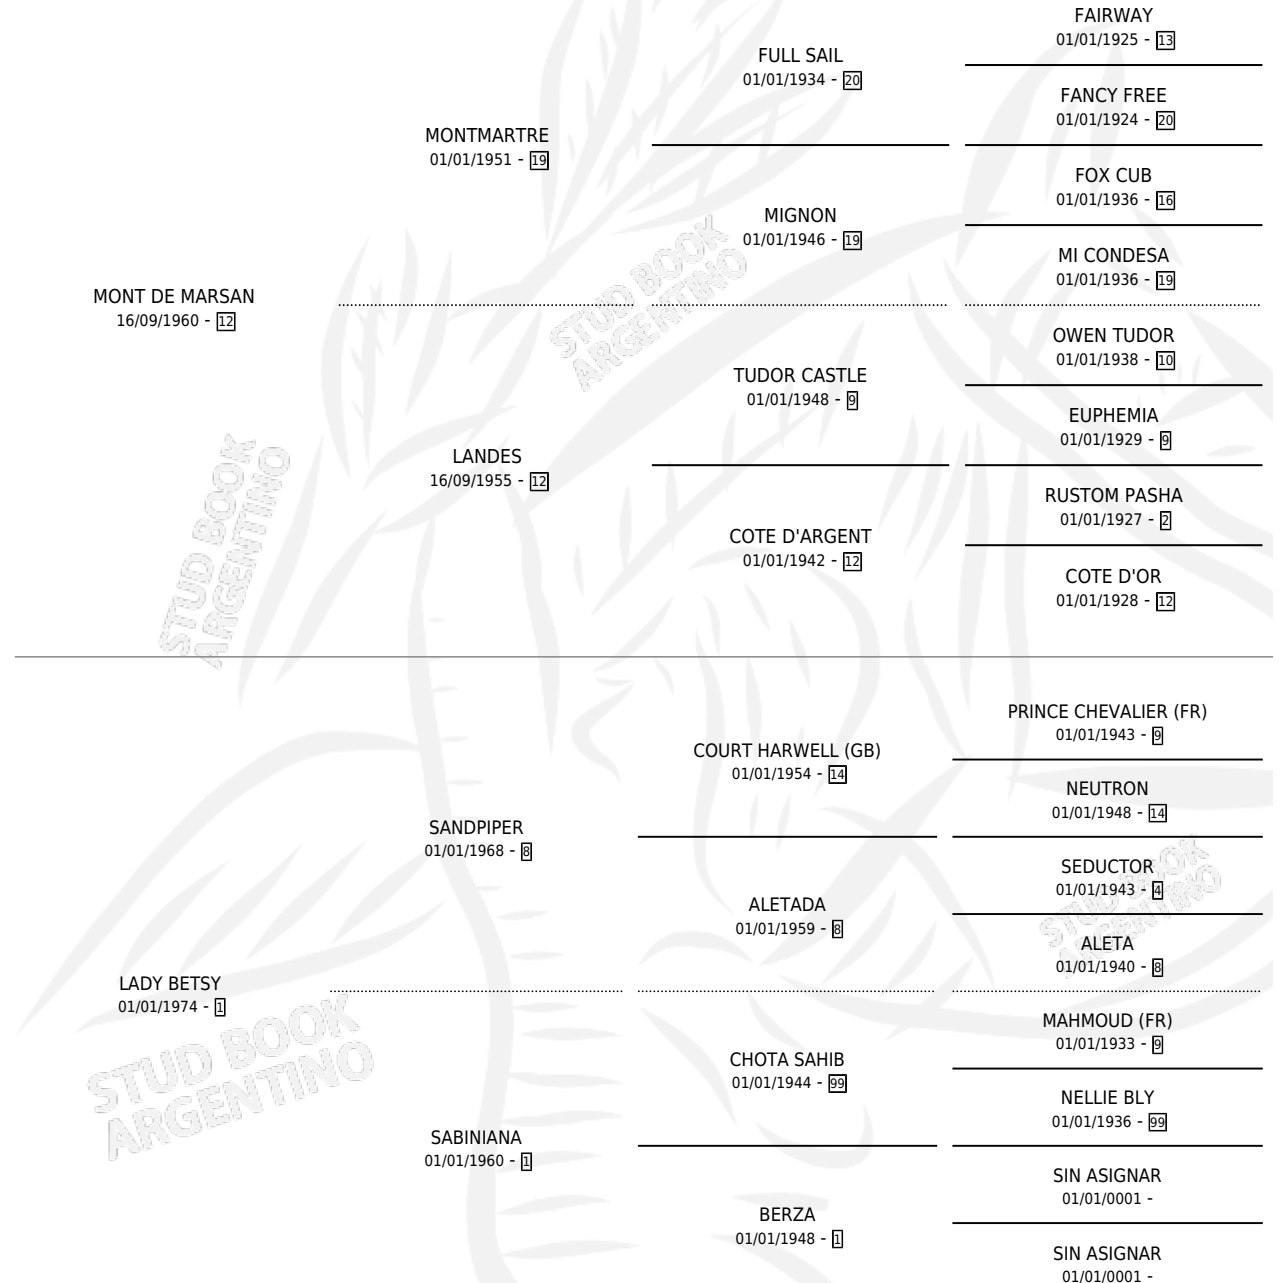 FAIRWAY
01/01/1925 - 13
FULL SAIL
01/01/1934 - 20
FANCY FREE
01/01/1924 - 20
MONTMARTRE
01/01/1951 - 19
FOX CUB
01/01/1936 - 16
MIGNON
01/01/1946 - 19
MI CONDESA
01/01/1936 - 19
MONT DE MARSAN
16/09/1960 - 12
OWEN TUDOR
01/01/1938 - 10
TUDOR CASTLE
01/01/1948 - 9
EUPHEMIA
01/01/1929 - 9
LANDES
16/09/1955 - 12
RUSTOM PASHA
01/01/1927 - 2
COTE D'ARGENT
01/01/1942 - 12
COTE D'OR
01/01/1928 - 12
PRINCE CHEVALIER (FR)
01/01/1943 - 9
COURT HARWELL (GB)
01/01/1954 - 14
NEUTRON
01/01/1948 - 14
SANDPIPER
01/01/1968 - 8
SEDUCTOR
01/01/1943 - 4
ALETADA
01/01/1959 - 8
ALETA
01/01/1940 - 8
LADY BETSY
01/01/1974 - 1
MAHMOUD (FR)
01/01/1933 - 9
CHOTA SAHIB
01/01/1944 - 99
NELLIE BLY
01/01/1936 - 99
SABINIANA
01/01/1960 - 1
SIN ASIGNAR
01/01/0001 -
BERZA
01/01/1948 - 1
SIN ASIGNAR
01/01/0001 -
STUD BOOK
ARGENTINO
STUD BOOK
ARGENTINO
STUD BOOK
ARGENTINO
STUD BOOK
ARGENTINO